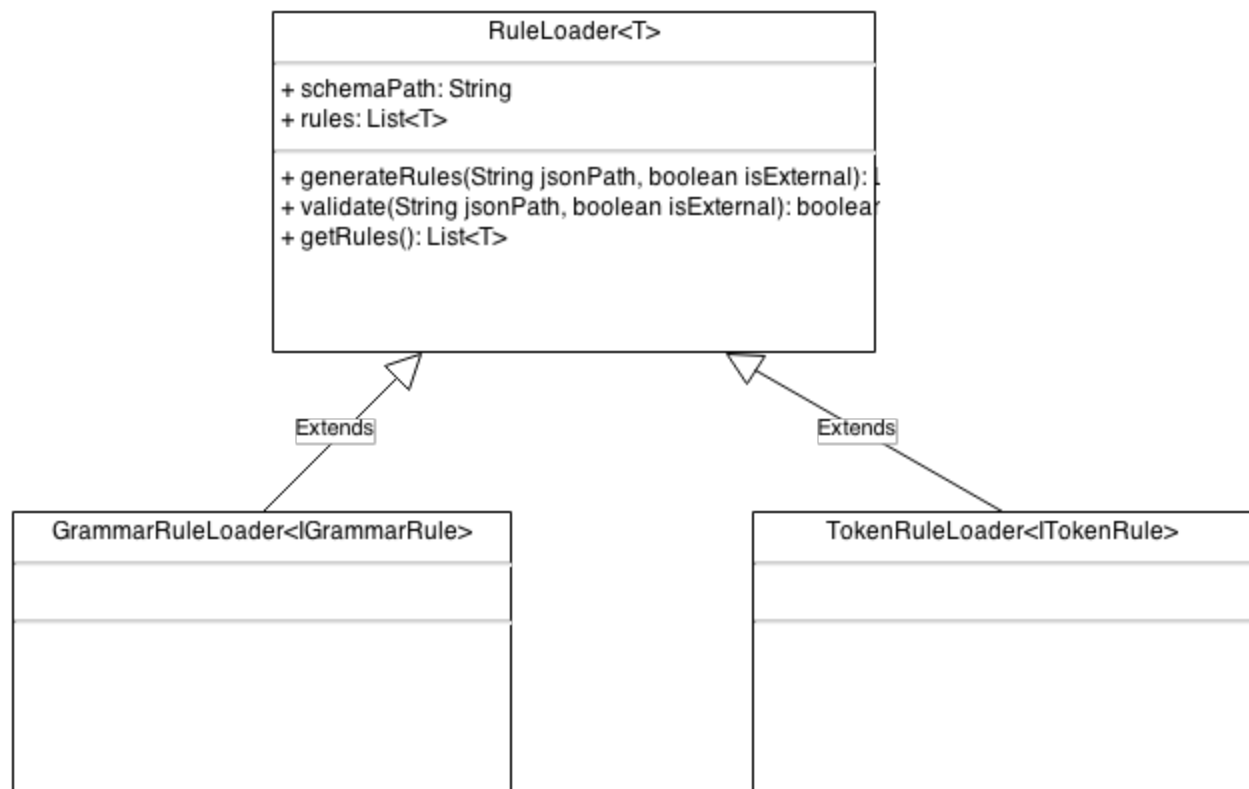 RuleLoader<T>
+ schemaPath: String
+ rules: List<T>
+ generateRules(String jsonPath, boolean isExternal):
+ validate(String jsonPath, boolean isExternal): boolear
+ getRules(): List<T>
Extends
Extends
GrammarRuleLoader<IGrammarRule>
TokenRuleLoader<ITokenRule>